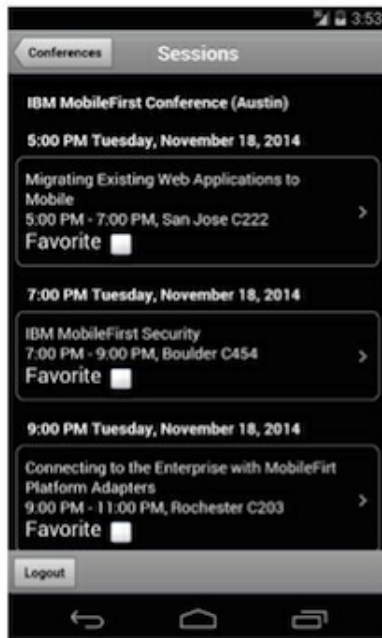 3:53
Conferences
Sessions
IBM MobileFirst Conference (Austin)
5:00 PM Tuesday, November 18, 2014
Migrating Existing Web Applications to
Mobile
5:00 PM - 7:00 PM, San Jose C222
Favorite
7:00 PM Tuesday, November 18, 2014
IBM MobileFirst Security
7:00 PM - 9:00 PM, Boulder C454
Favorite
9:00 PM Tuesday, November 18, 2014
Connecting to the Enterprise with MobileFirt
Platform Adapters
9:00 PM - 11:00 PM, Rochester C203
Favorite
Logout